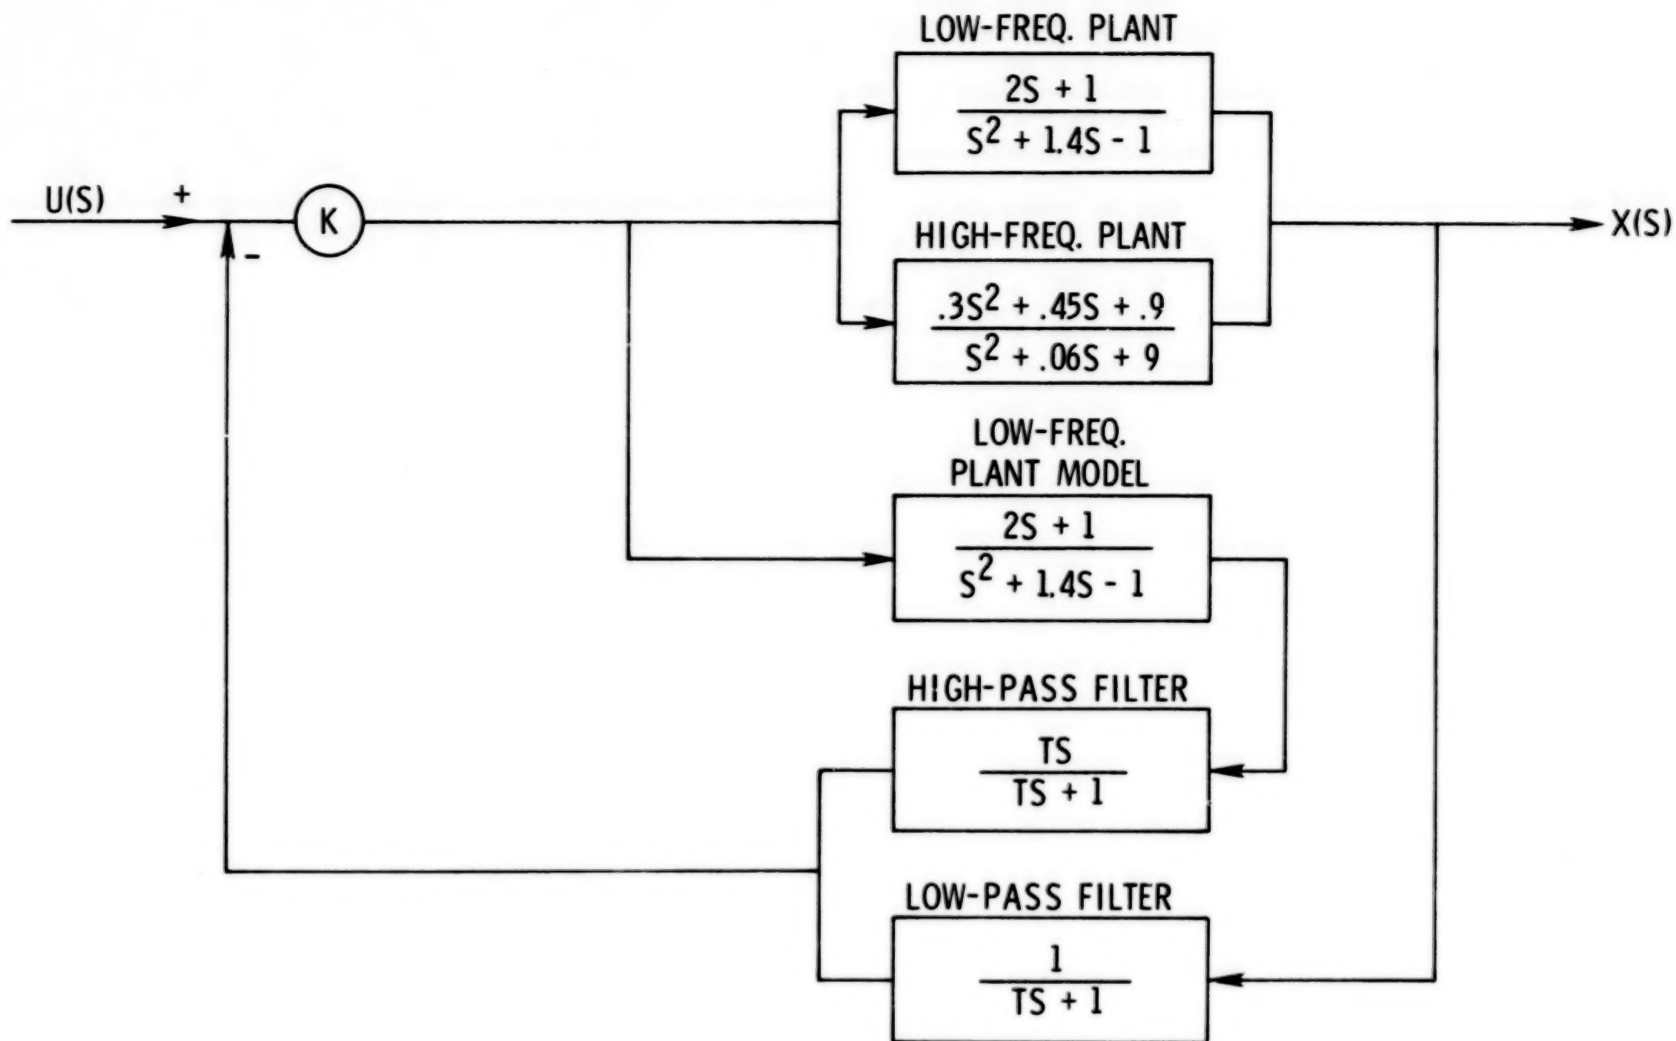 LOW-FREQ. PLANT
2S + 1
S² + 1.4S - 1
U(S)
+
-
K
X(S)
HIGH-FREQ. PLANT
.3S² + .45S + .9
S² + .06S + 9
LOW-FREQ.
PLANT MODEL
2S + 1
S² + 1.4S - 1
HIGH-PASS FILTER
TS
TS + 1
LOW-PASS FILTER
1
TS + 1